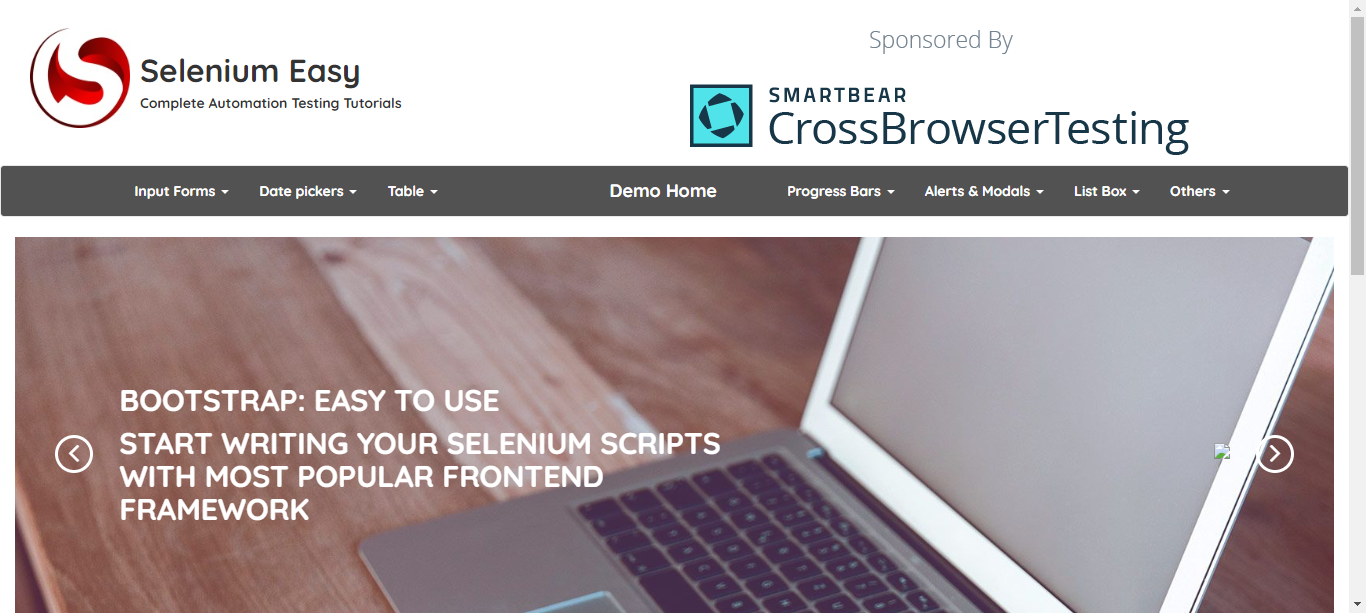 Selenium Easy
Complete Automation Testing Tutorials
Sponsored By
SMARTBEAR
CrossBrowserTesting
Input Forms
Date pickers
Table
Demo Home
Progress Bars
Alerts & Modals
List Box
Others
BOOTSTRAP: EASY TO USE
START WRITING YOUR SELENIUM SCRIPTS
WITH MOST POPULAR FRONTEND
FRAMEWORK